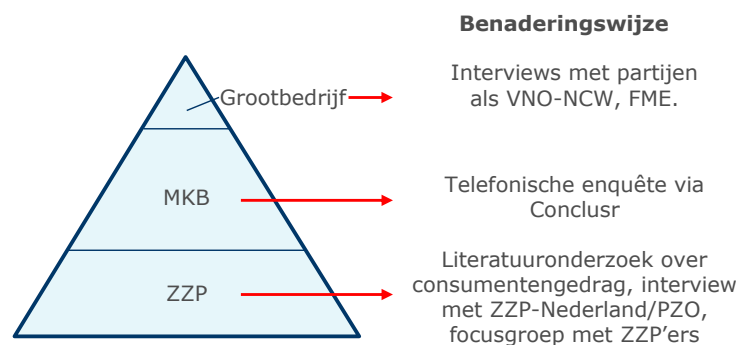 Benaderingswijze
Grootbedrijf
Interviews met partijen
als VNO-NCW, FME.
MKB
Telefonische enquête via
Conclusr
ZZP
Literatuuronderzoek over
consumentengedrag, interview
met ZZP-Nederland/PZO,
focusgroep met ZZP’ers